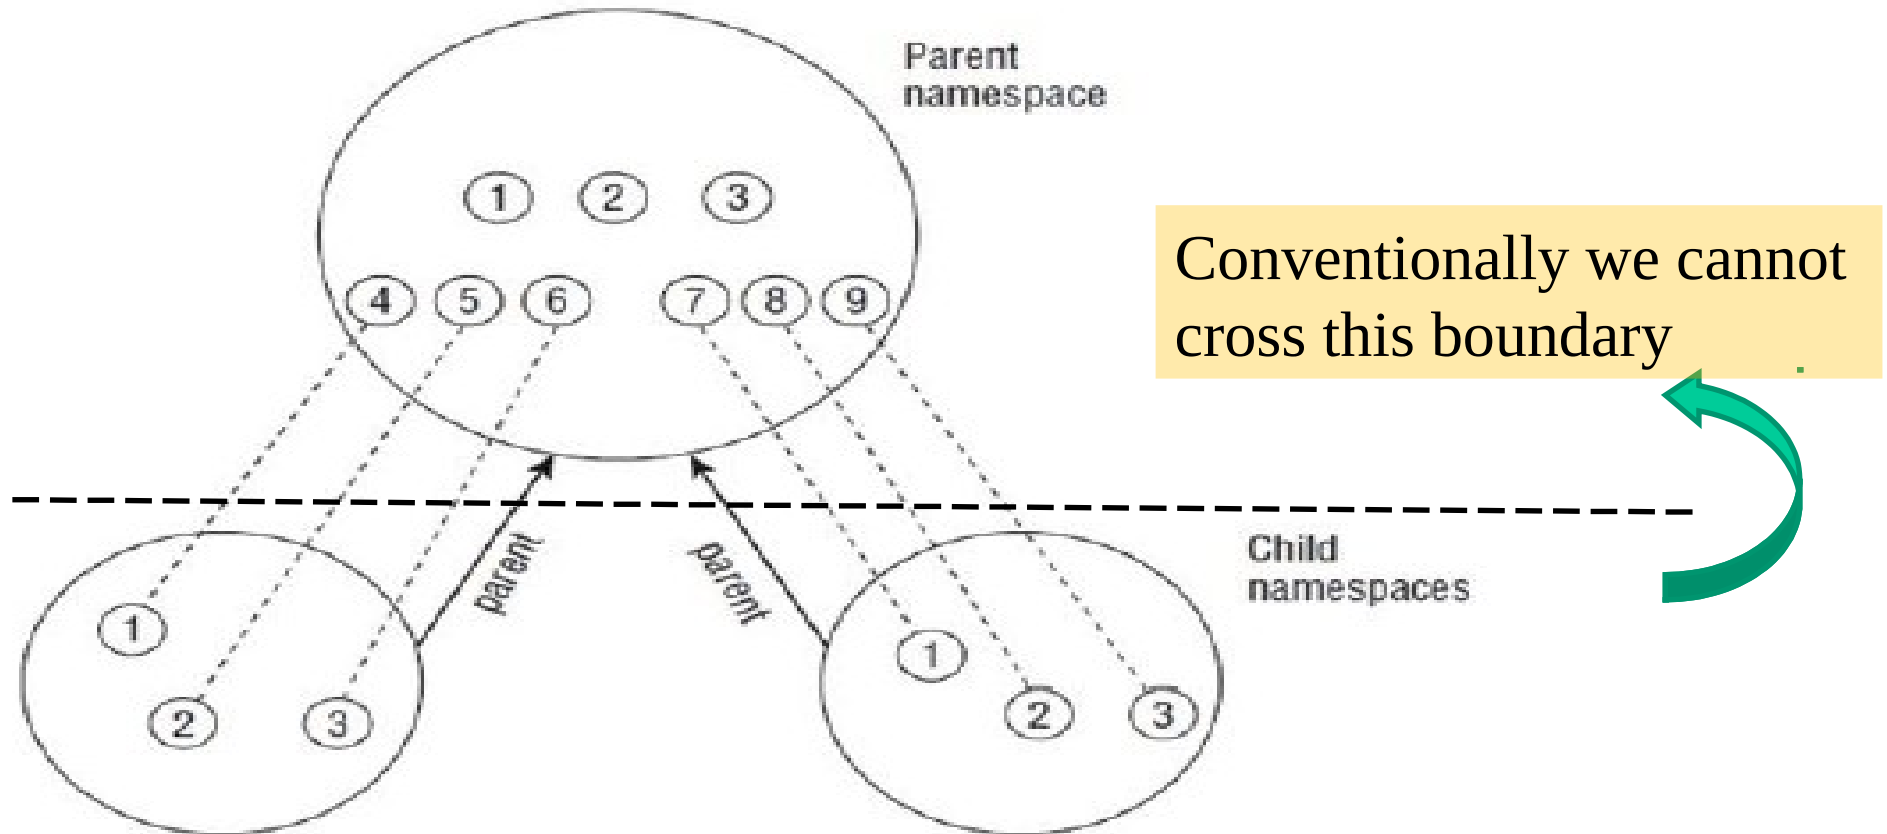 Parent
namespace
1 2 3
Conventionally we cannot
cross this boundary
4 5 6 7 8 9
parent
parent
Child
namespaces
1
2 3
1
2 3